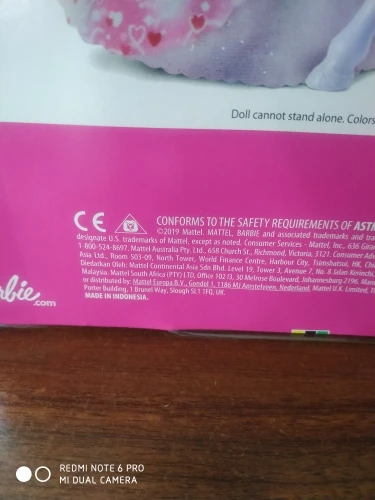 Doll cannot stand alone. Colors
CE
CONFORMS TO THE SAFETY REQUIREMENTS OF
©2019 Mattel. MATTEL, BARBIE and associated trademarks and
designate U.S. trademarks of Mattel, except as noted. Consumer Services - Mattel, Inc., 636
1-800-524-8697. Mattel Australia Pty. Ltd., 658 Church St., Richmond, Victoria, 3121. Consumer
Asia Ltd., Room 503-09, North Tower, World Finance Centre, Harbour City, Tsimshatsui, HK,
Diedarkan Oleh: Mattel Continental Asia Sdn Bhd. Level 19, Tower 3, Avenue 7, No. 8 Jalan Kerinchi,
Malaysia. Mattel South Africa (PTY) LTD, Office 102 I3, 30 Melrose Boulevard, Johannesburg 2196.
or distributed by: Mattel Europa B.V., Gondel 1, 1186 MJ Amstelveen, Nederland. Mattel U.K. Limited,
Porter Building, 1 Brunel Way, Slough SL1 1FQ, UK.
MADE IN INDONESIA.
rbie
.com
REDMI NOTE 6 PRO
MI DUAL CAMERA